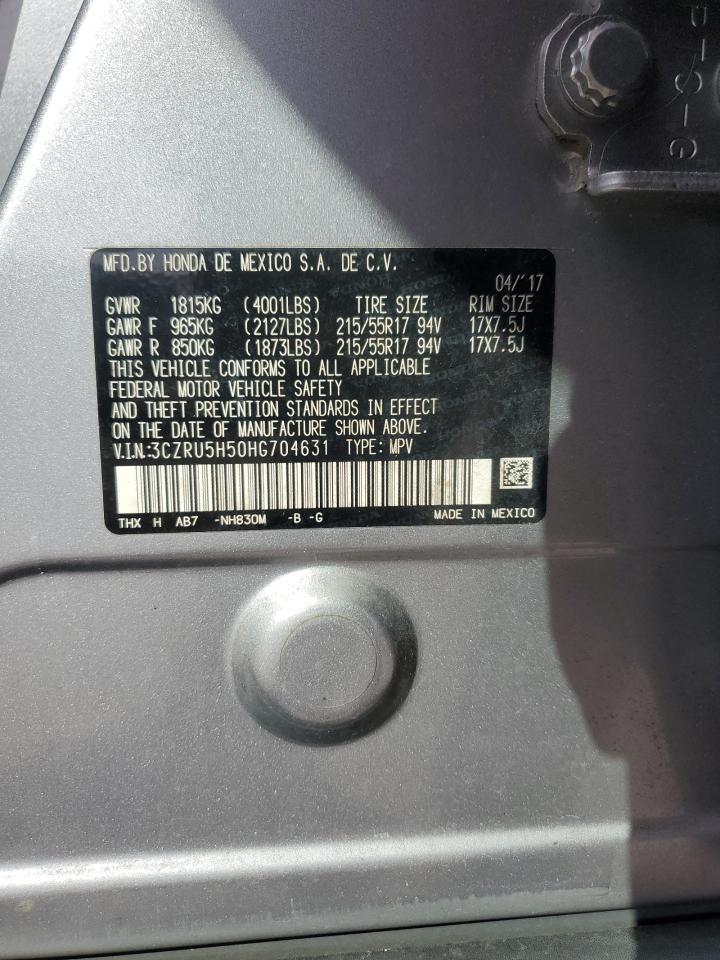 MFD.BY HONDA DE MEXICO S.A. DE C.V.
04/'17
GVWR 1815KG (4001LBS) TIRE SIZE RIM SIZE
GAWR F 965KG (2127LBS) 215/55R17 94V 17X7.5J
GAWR R 850KG (1873LBS) 215/55R17 94V 17X7.5J
THIS VEHICLE CONFORMS TO ALL APPLICABLE
FEDERAL MOTOR VEHICLE SAFETY
AND THEFT PREVENTION STANDARDS IN EFFECT
ON THE DATE OF MANUFACTURE SHOWN ABOVE.
V.I.N.:3CZRU5H50HG704631 TYPE: MPV
THX H AB7 -NH830M -B -G MADE IN MEXICO